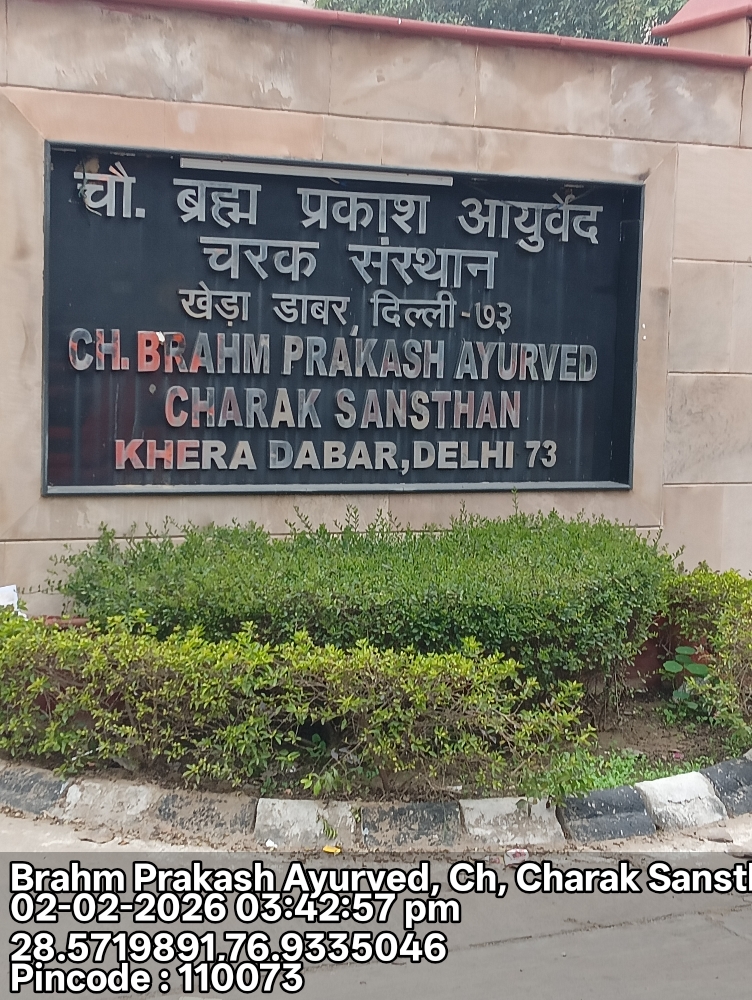 चौ. ब्रह्म प्रकाश आयुर्वेद
चरक संस्थान
खेड़ा डाबर, दिल्ली-७३
CH. BRAHM PRAKASH AYURVED
CHARAK SANSTHAN
KHERA DABAR, DELHI 73
Brahm Prakash Ayurved, Ch, Charak Sansth
02-02-2026 03:42:57 pm
28.5719891,76.9335046
Pincode : 110073